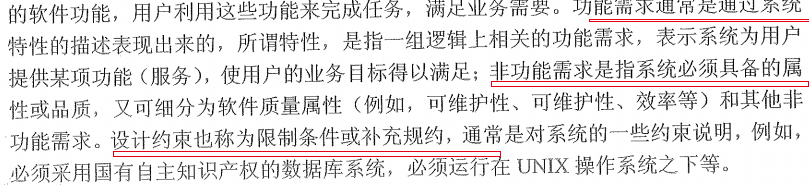 的软件功能，用户利用这些功能来完成任务，满足业务需要。功能需求通常是通过系统
特性的描述表现出来的，所谓特性，是指一组逻辑上相关的功能需求，表示系统为用户
提供某项功能（服务），使用户的业务目标得以满足；非功能需求是指系统必须具备的属
性或品质，又可细分为软件质量属性（例如，可维护性、可维护性、效率等）和其他非
功能需求。设计约束也称为限制条件或补充规约，通常是对系统的一些约束说明，例如，
必须采用国有自主知识产权的数据库系统，必须运行在 UNIX 操作系统之下等。